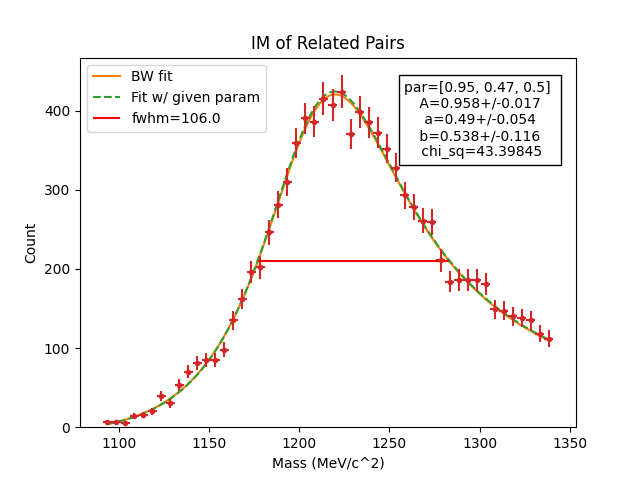 IM of Related Pairs
BW fit
Fit w/ given param
fwhm=106.0
par=[0.95, 0.47, 0.5]
A=0.958+/-0.017
a=0.49+/-0.054
b=0.538+/-0.116
chi_sq=43.39845
Count
400
300
200
100
0
1100 1150 1200 1250 1300 1350
Mass (MeV/c^2)